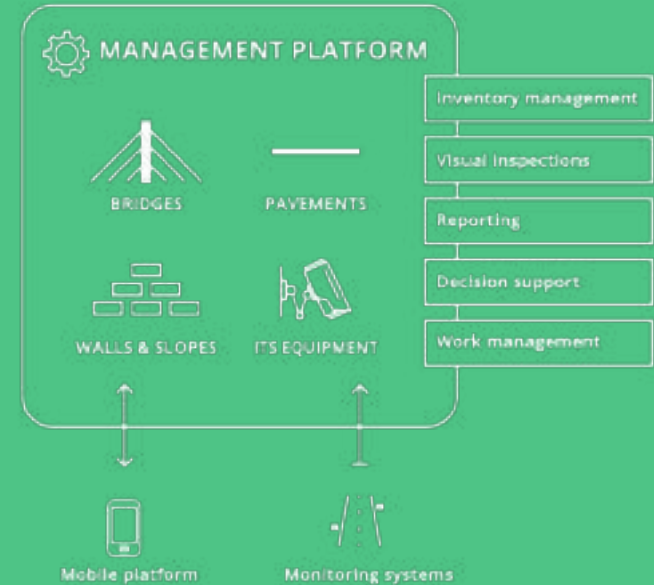 MANAGEMENT PLATFORM
Inventory management
Visual inspections
Reporting
Decision support
Work management
BRIDGES
PAVEMENTS
WALLS & SLOPES
ITS EQUIPMENT
Mobile platform
Monitoring systems